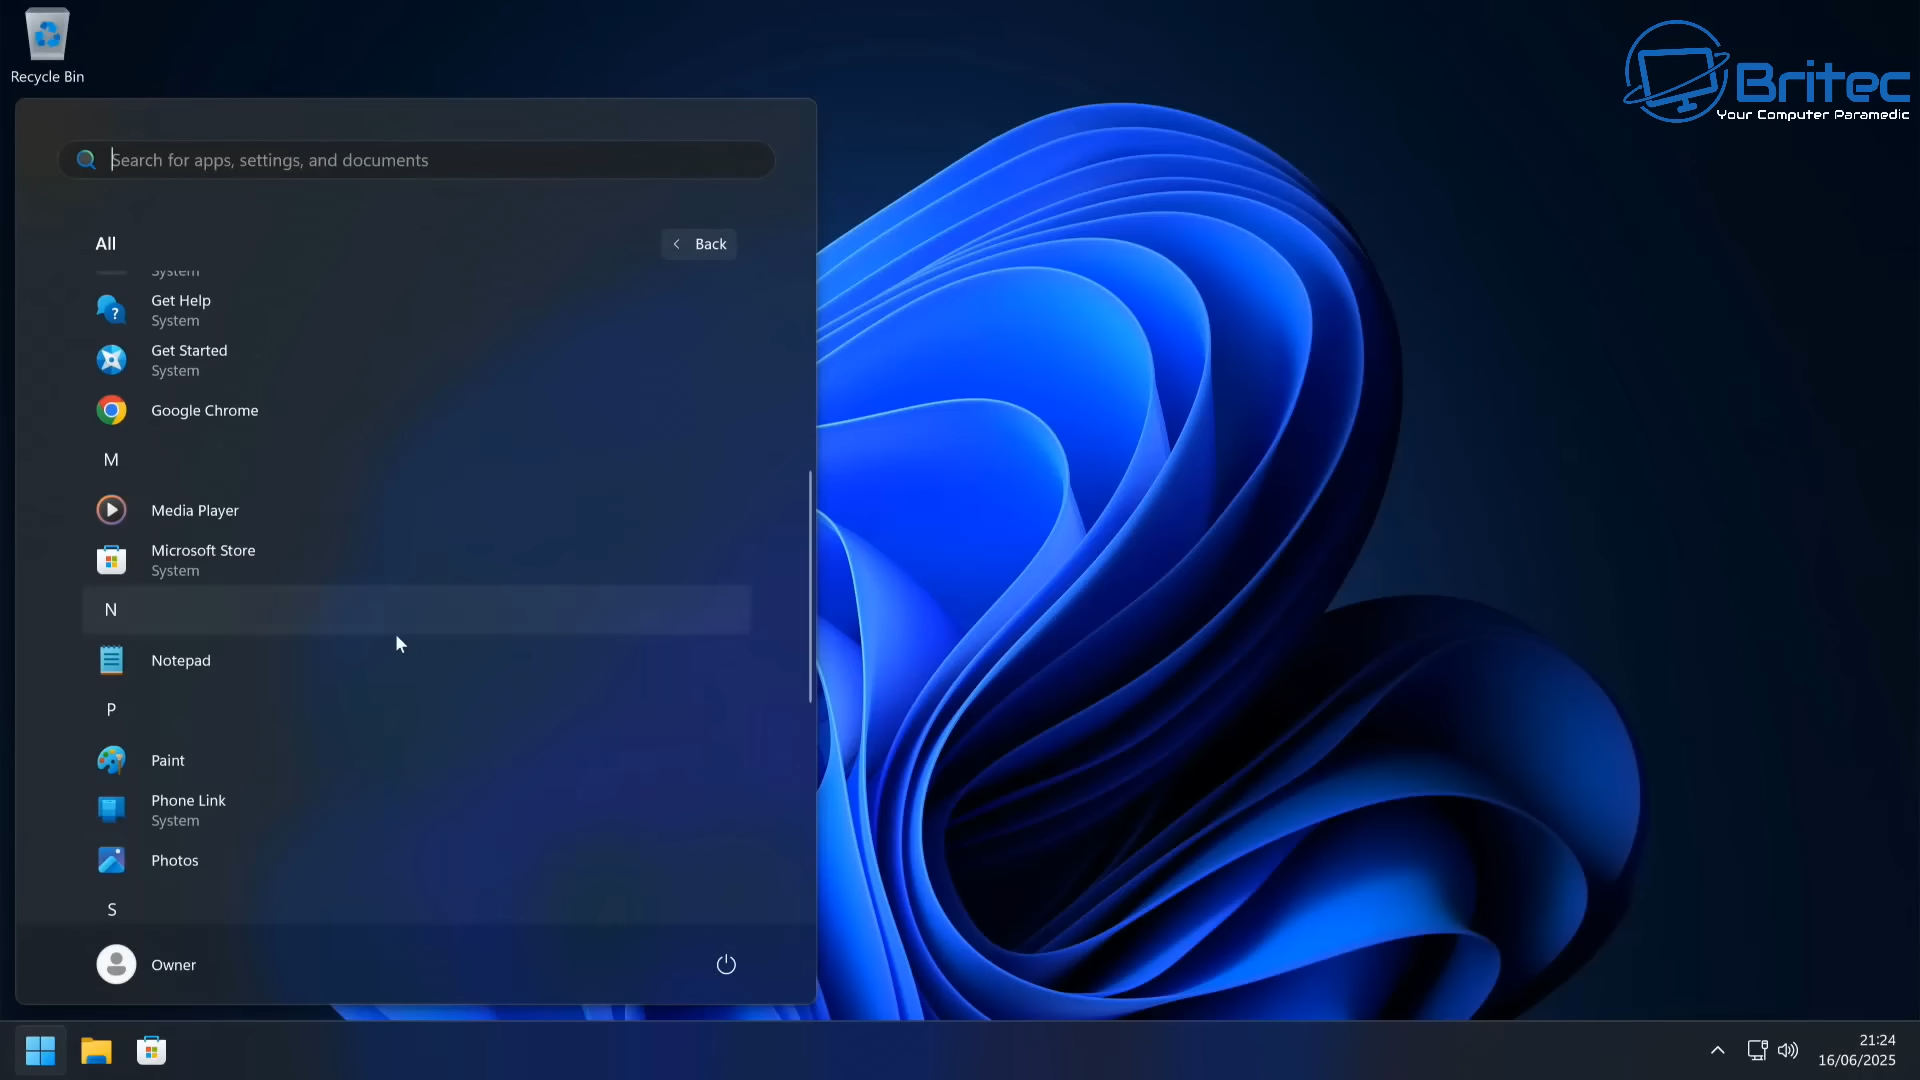 Recycle Bin
Britec
Your Computer Paramedic
Search for apps, settings, and documents
All
Back
System
Get Help
System
Get Started
System
Google Chrome
M
Media Player
Microsoft Store
System
N
Notepad
P
Paint
Phone Link
System
Photos
S
Owner
21:24
16/06/2025